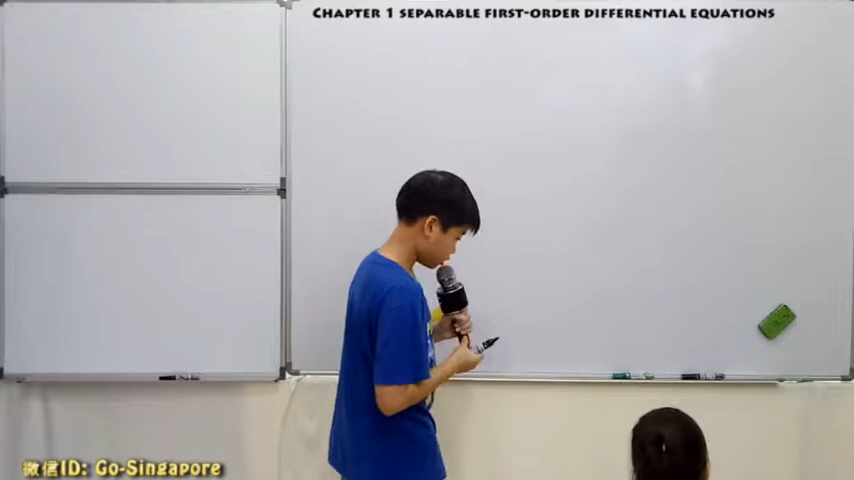 CHAPTER 1 SEPARABLE FIRST-ORDER DIFFERENTIAL EQUATIONS
微信ID: Go-Singapore